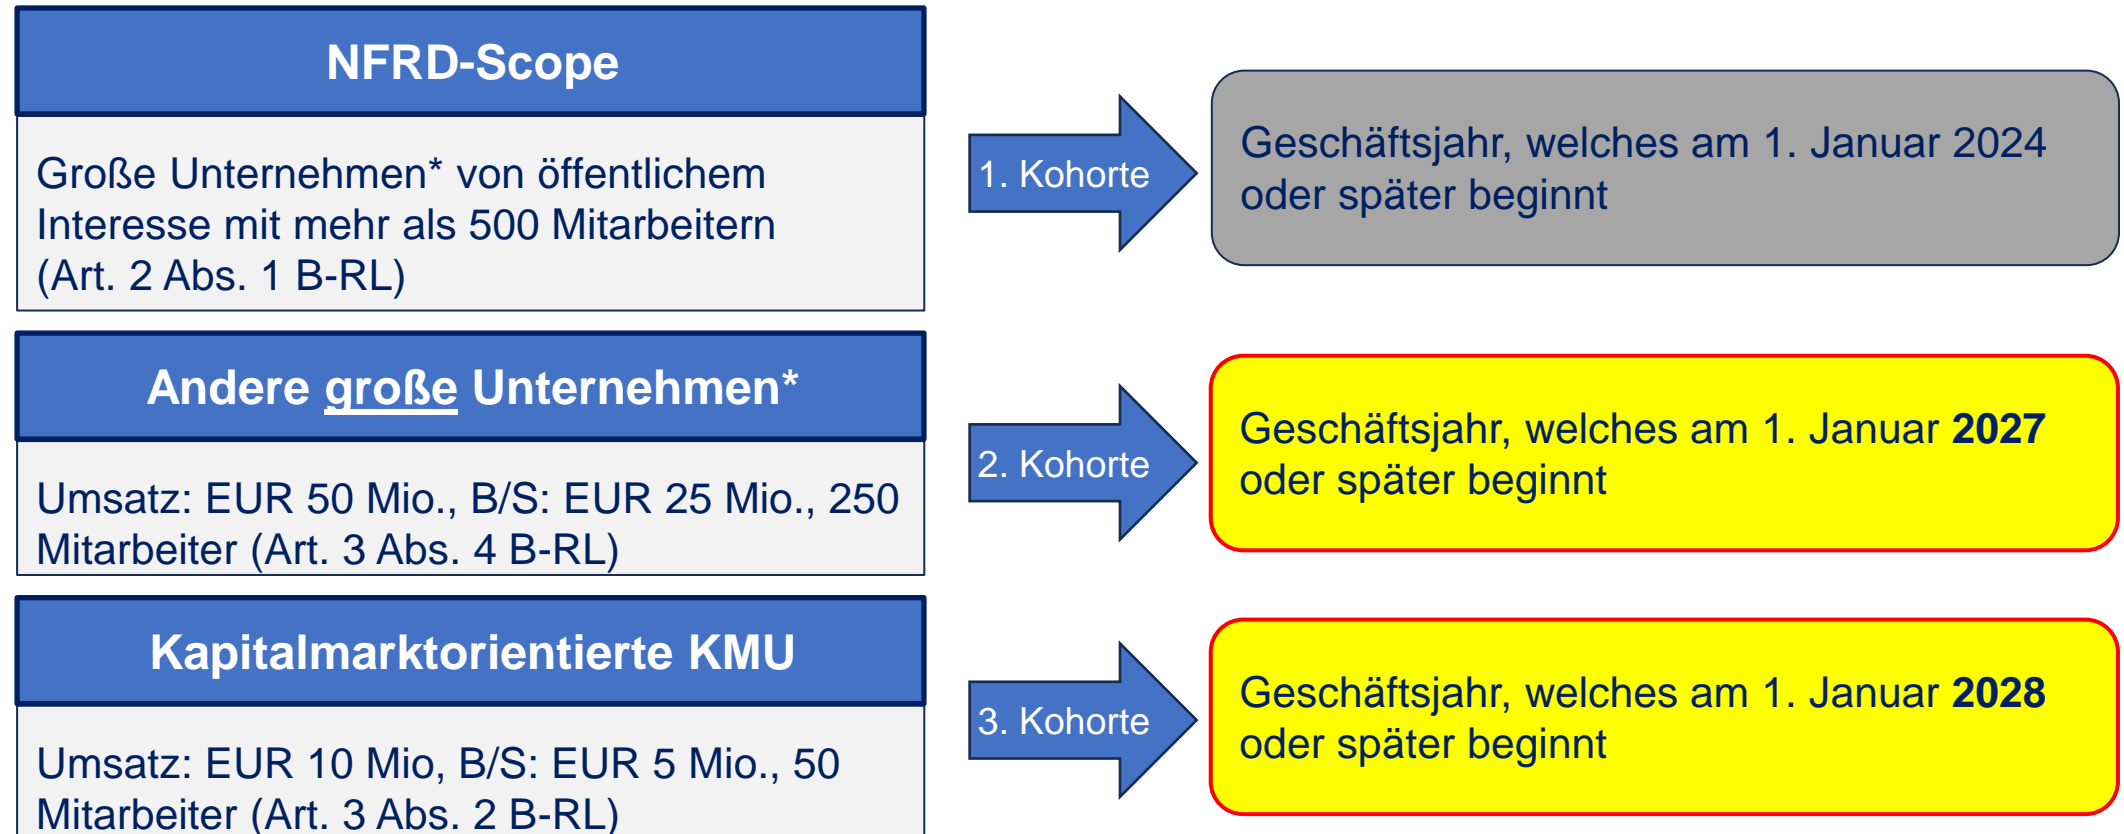 NFRD-Scope
Große Unternehmen* von öffentlichem
Interesse mit mehr als 500 Mitarbeitern
(Art. 2 Abs. 1 B-RL)
1. Kohorte
Geschäftsjahr, welches am 1. Januar 2024
oder später beginnt
Andere große Unternehmen*
Umsatz: EUR 50 Mio., B/S: EUR 25 Mio., 250
Mitarbeiter (Art. 3 Abs. 4 B-RL)
2. Kohorte
Geschäftsjahr, welches am 1. Januar 2027
oder später beginnt
Kapitalmarktorientierte KMU
Umsatz: EUR 10 Mio, B/S: EUR 5 Mio., 50
Mitarbeiter (Art. 3 Abs. 2 B-RL)
3. Kohorte
Geschäftsjahr, welches am 1. Januar 2028
oder später beginnt